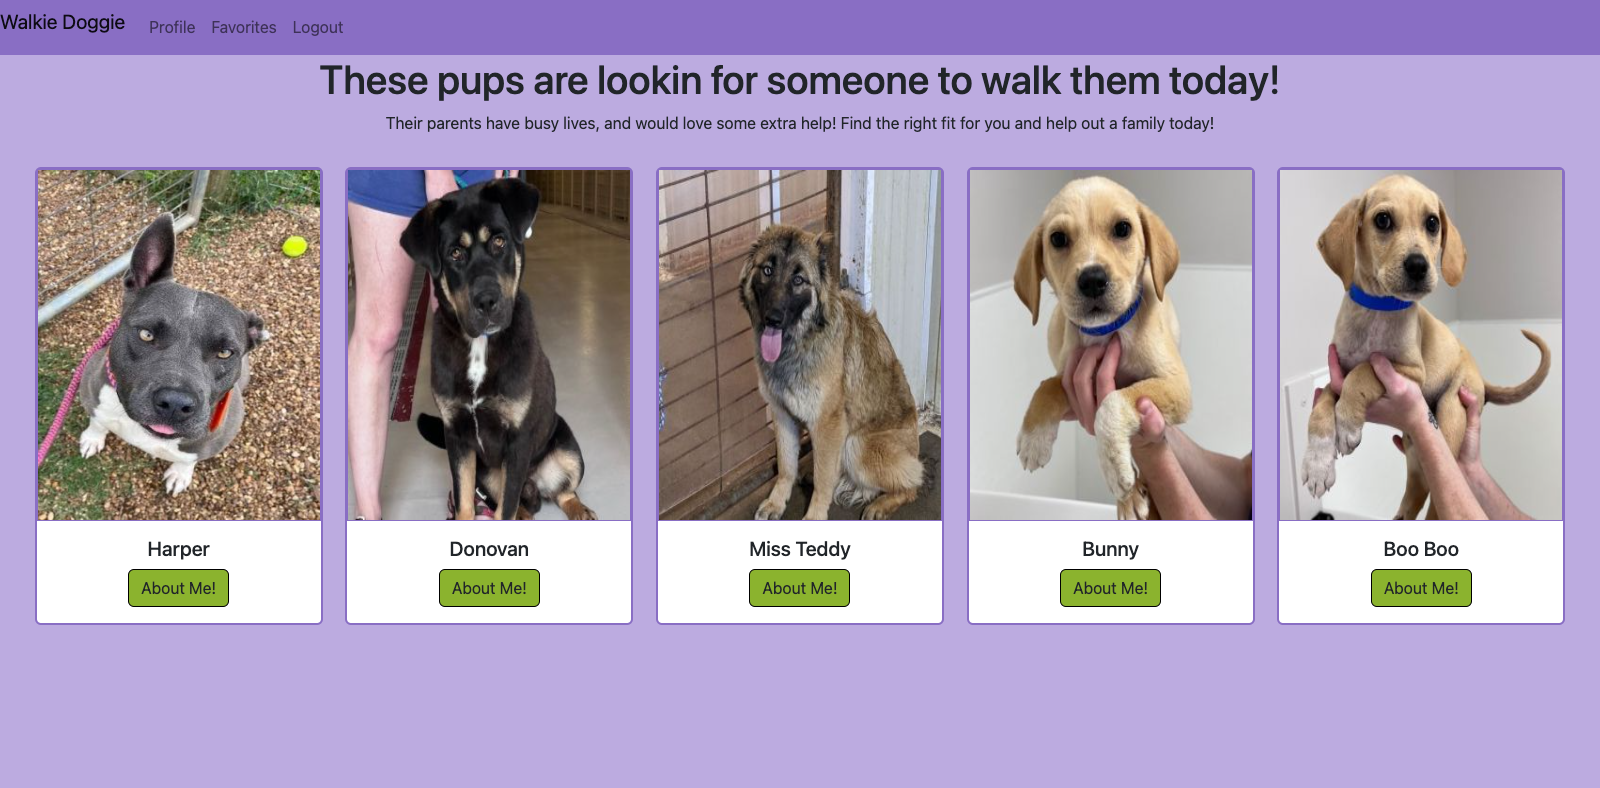 Walkie Doggie Profile Favorites Logout
These pups are lookin for someone to walk them today!
Their parents have busy lives, and would love some extra help! Find the right fit for you and help out a family today!
Harper Donovan Miss Teddy Bunny Boo Boo
About Me! About Me! About Me! About Me! About Me!